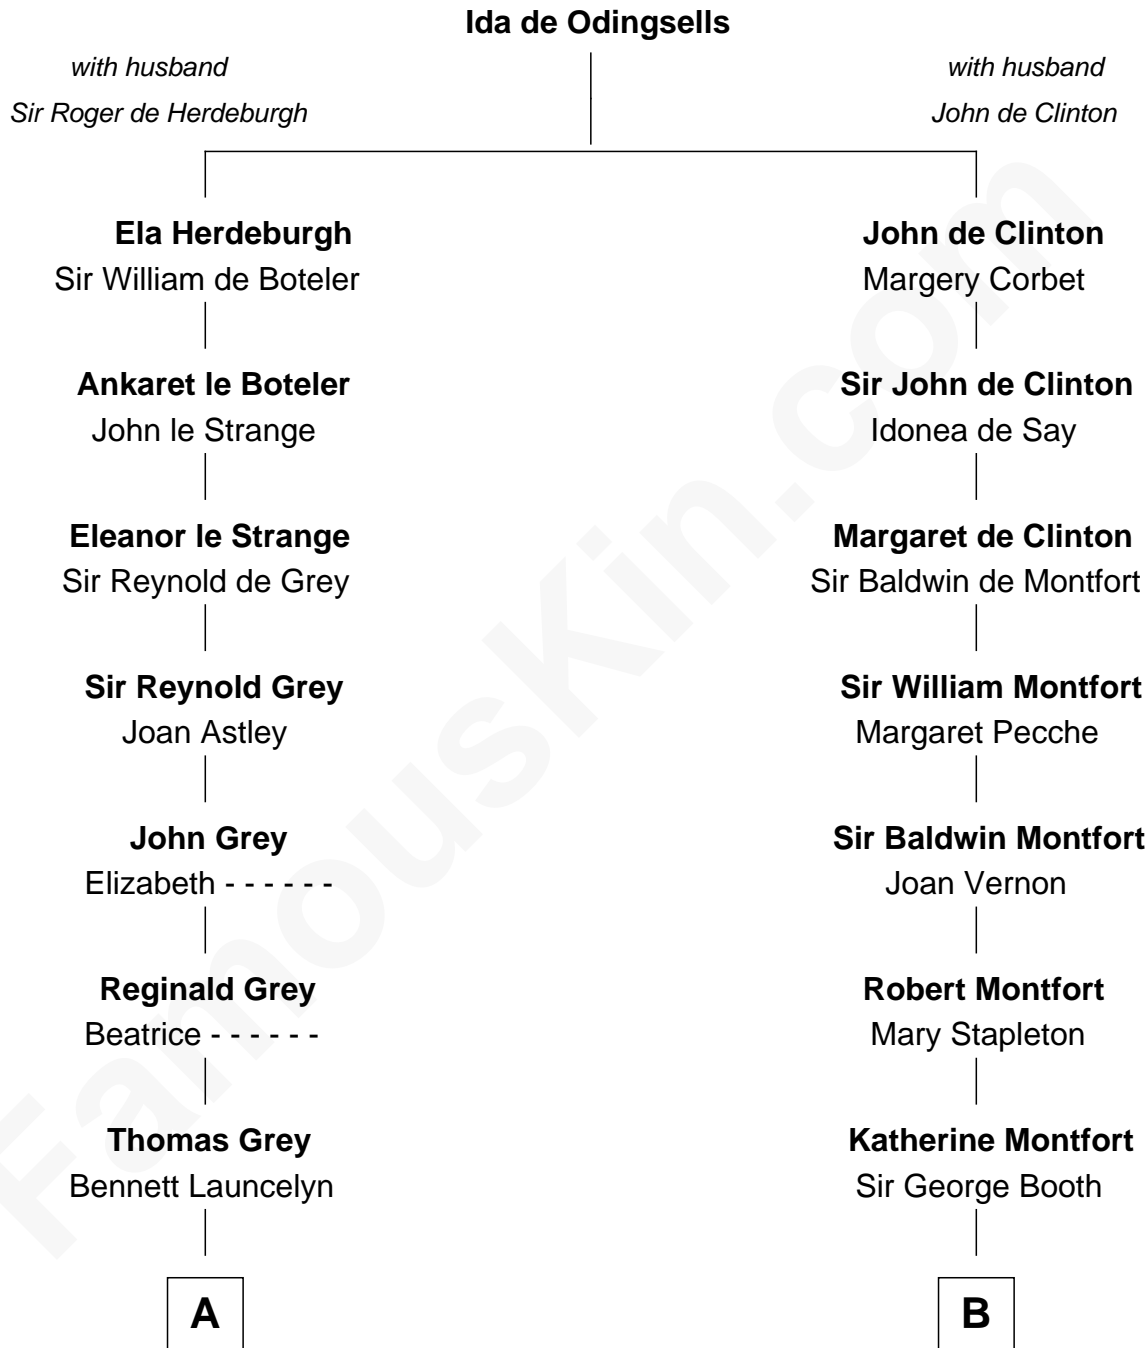 Ida de Odingsells
with husband
Sir Roger de Herdeburgh
with husband
John de Clinton
Ela Herdeburgh
Sir William de Boteler
John de Clinton
Margery Corbet
Ankaret le Boteler
John le Strange
Sir John de Clinton
Idonea de Say
Eleanor le Strange
Sir Reynold de Grey
Margaret de Clinton
Sir Baldwin de Montfort
Sir Reynold Grey
Joan Astley
Sir William Montfort
Margaret Pecche
John Grey
Elizabeth - - - - - -
Sir Baldwin Montfort
Joan Vernon
Reginald Grey
Beatrice - - - - - -
Robert Montfort
Mary Stapleton
Thomas Grey
Bennett Launcelyn
Katherine Montfort
Sir George Booth
A
B
FamousKin.com